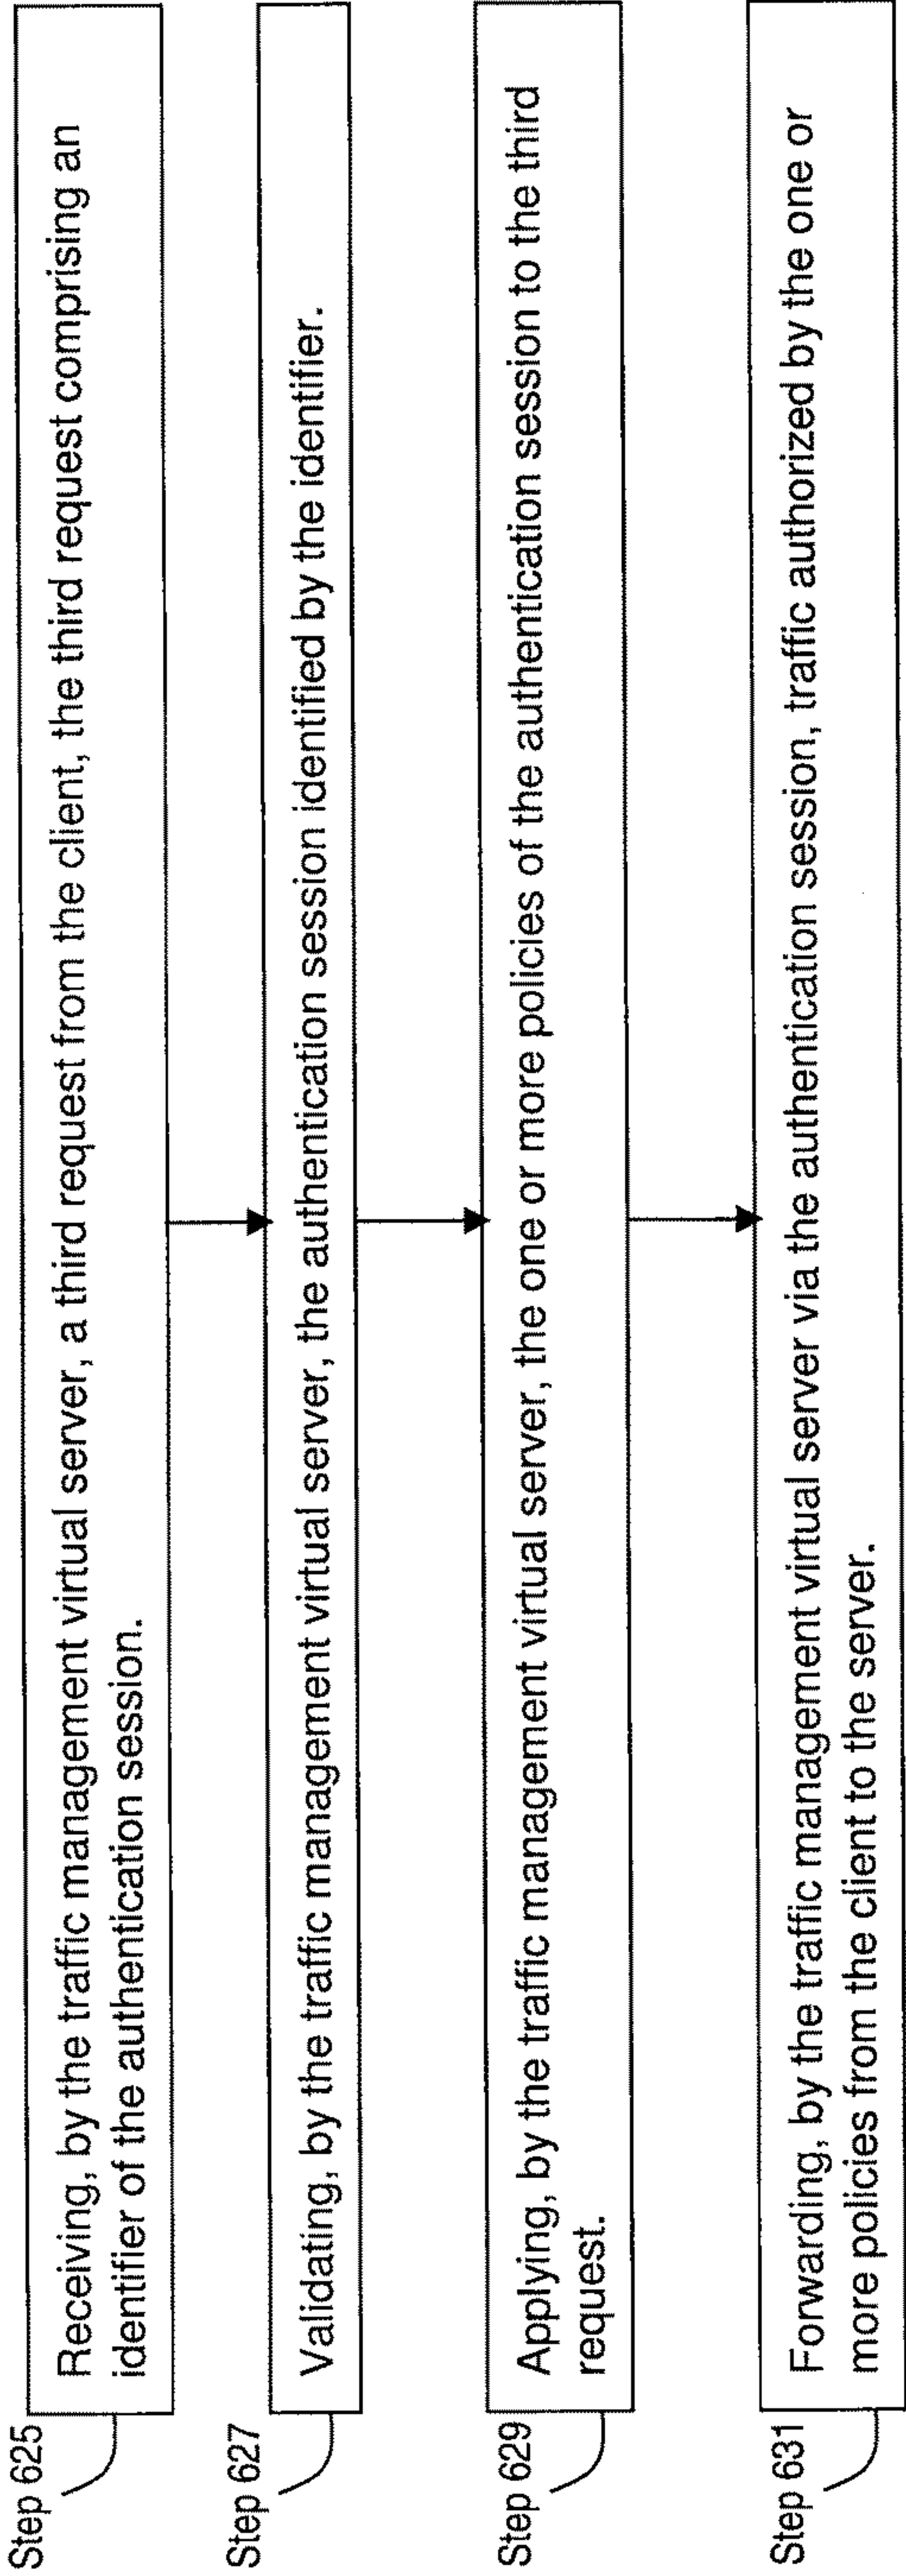 Step 625
Receiving, by the traffic management virtual server, a third request from the client, the third request comprising an
identifier of the authentication session.
Step 627
Validating, by the traffic management virtual server, the authentication session identified by the identifier.
Step 629
Applying, by the traffic management virtual server, the one or more policies of the authentication session to the third
request.
Step 631
Forwarding, by the traffic management virtual server via the authentication session, traffic authorized by the one or
more policies from the client to the server.